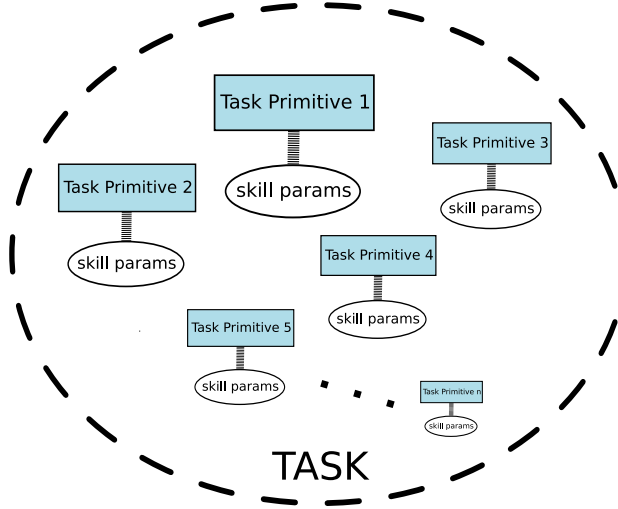 Task Primitive 1
skill params
Task Primitive 3
skill params
Task Primitive 2
skill params
Task Primitive 4
skill params
Task Primitive 5
skill params
Task Primitive n
skill params
TASK